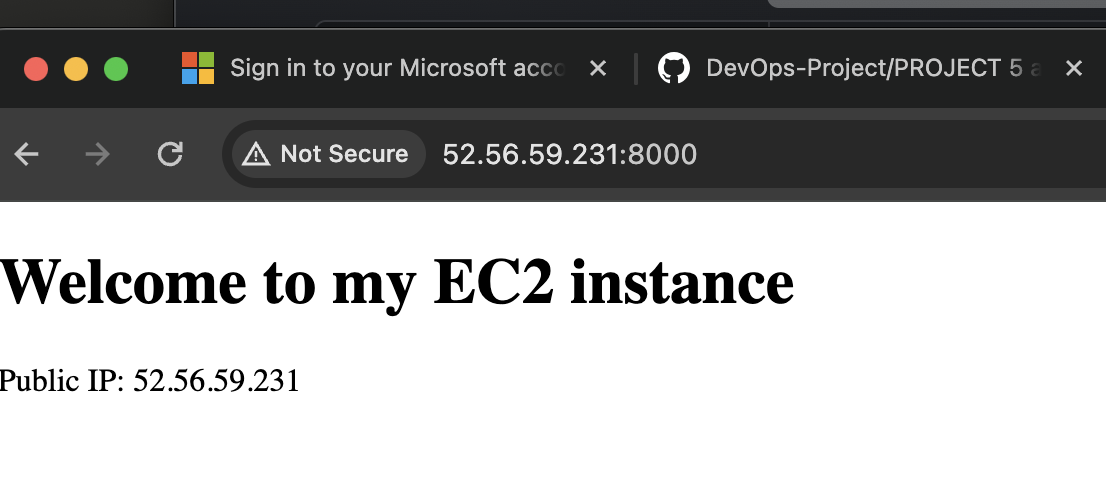 Sign in to your Microsoft acco
DevOps-Project/PROJECT 5 a
Not Secure
52.56.59.231:8000
Welcome to my EC2 instance
Public IP: 52.56.59.231